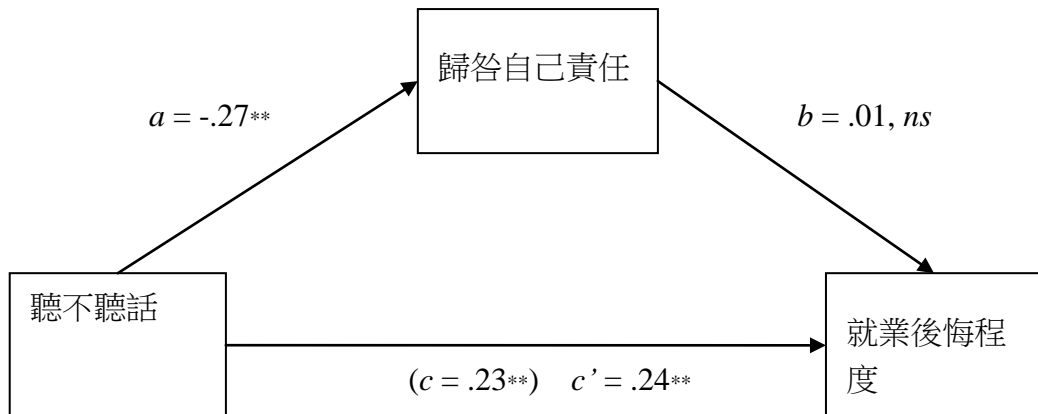 歸咎自己責任
a = -.27**
b = .01, ns
聽不聽話
就業後悔程
度
(c = .23**) c’ = .24**